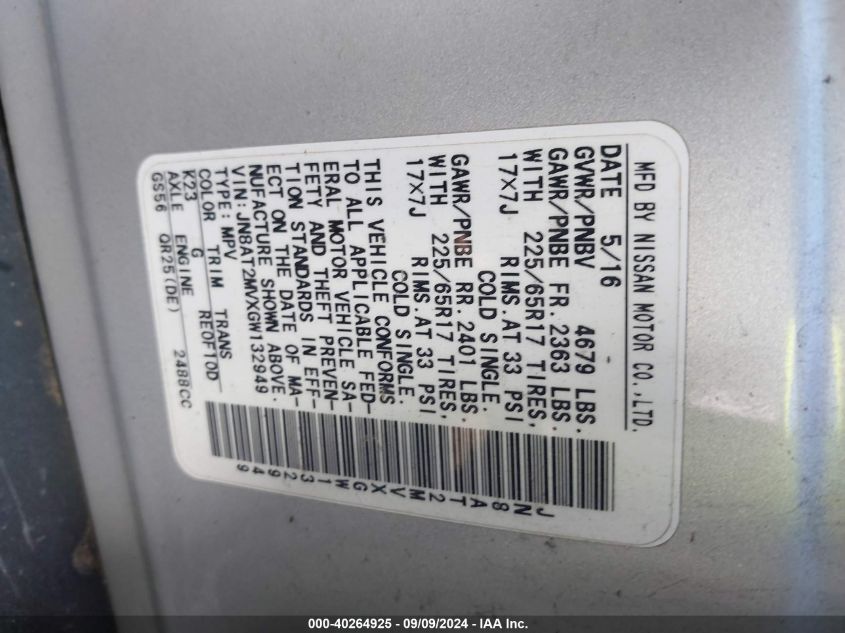 MFD BY NISSAN MOTOR CO.,LTD.
DATE 5/16
GVWR/PNBV 4679 LBS.
GAWR/PNBE FR. 2363 LBS.
WITH 225/65R17 TIRES,
17X7J RIMS.AT 33 PSI
COLD SINGLE.
GAWR/PNBE RR. 2401 LBS.
WITH 225/65R17 TIRES,
17X7J RIMS.AT 33 PSI
COLD SINGLE.
THIS VEHICLE CONFORMS
TO ALL APPLICABLE FED-
ERAL MOTOR VEHICLE SA-
FETY AND THEFT PREVEN-
TION STANDARDS IN EFF-
ECT ON THE DATE OF MA-
NUFACTURE SHOWN ABOVE.
VIN:JN8AT2MVXGW132949
TYPE:MPV
COLOR TRIM TRANS
K23 G RE0F10D
AXLE ENGINE
GS56 QR25(DE) 2488CC
JN8AT2MVXGW132949
000-40264925 - 09/09/2024 - IAA Inc.